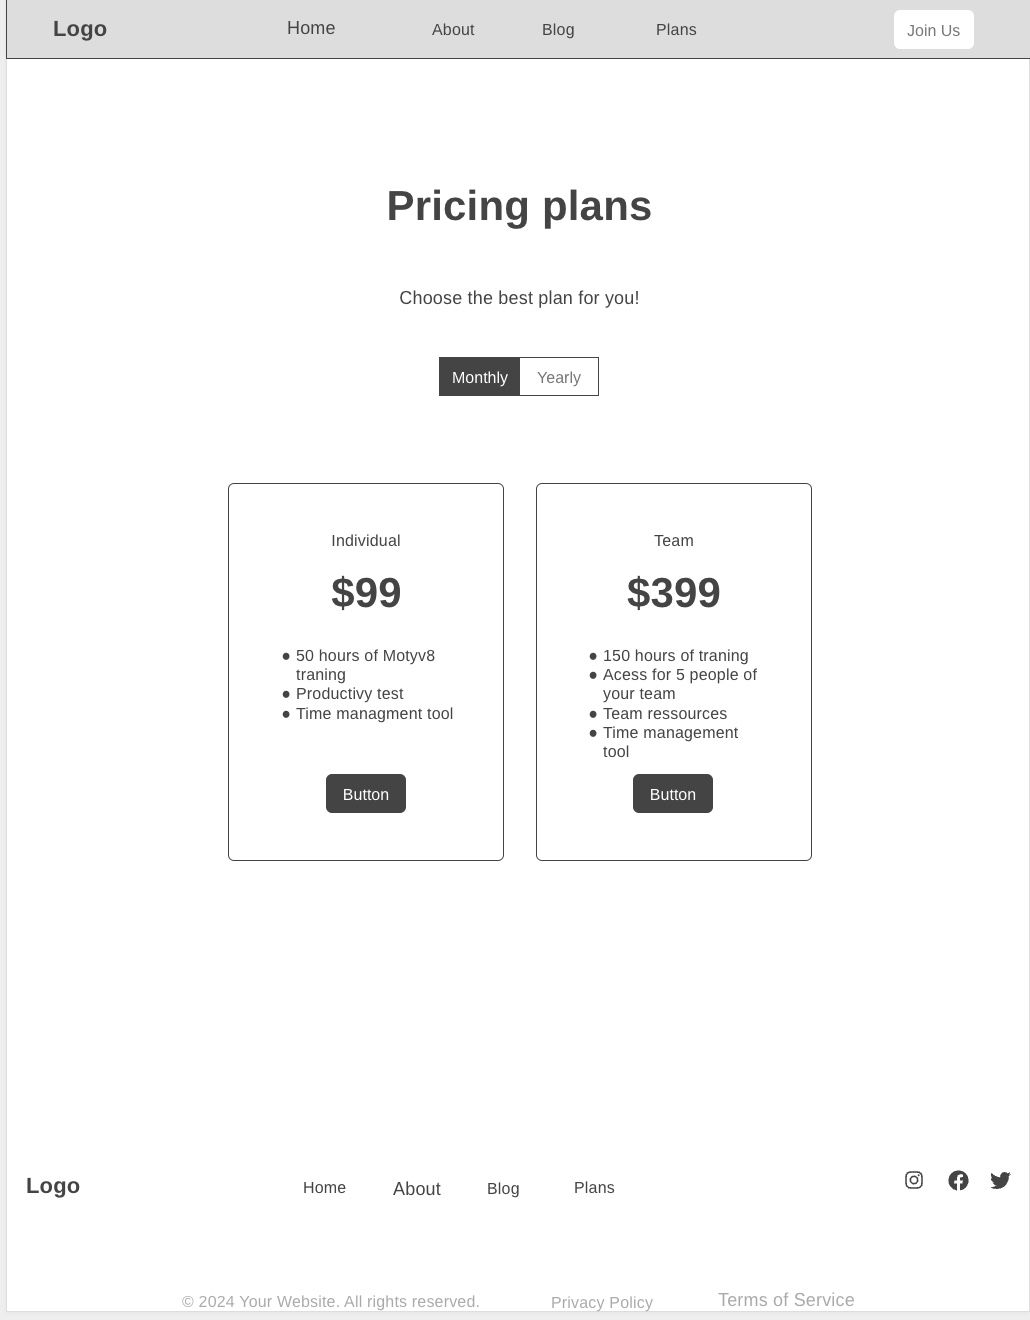 Logo
Home
About
Blog
Plans
Join Us
Pricing plans
Choose the best plan for you!
Monthly
Yearly
Individual
$99
● 50 hours of Motyv8
traning
● Productivy test
● Time managment tool
Button
Team
$399
● 150 hours of traning
● Acess for 5 people of
your team
● Team ressources
● Time management
tool
Button
Logo
Home
About
Blog
Plans
© 2024 Your Website. All rights reserved.
Privacy Policy
Terms of Service